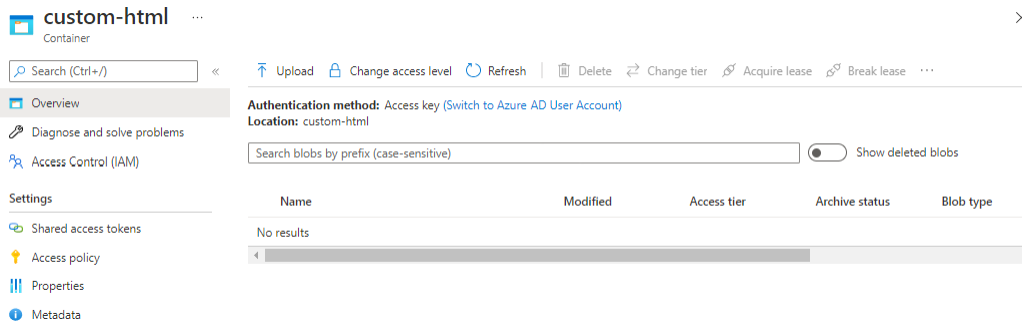 custom-html ...
Container
Search (Ctrl+/)
«
Overview
Diagnose and solve problems
Access Control (IAM)
Settings
Shared access tokens
Access policy
Properties
Metadata
Upload Change access level Refresh Delete Change tier Acquire lease Break lease ...
Authentication method: Access key (Switch to Azure AD User Account)
Location: custom-html
Search blobs by prefix (case-sensitive) Show deleted blobs
Name Modified Access tier Archive status Blob type
No results